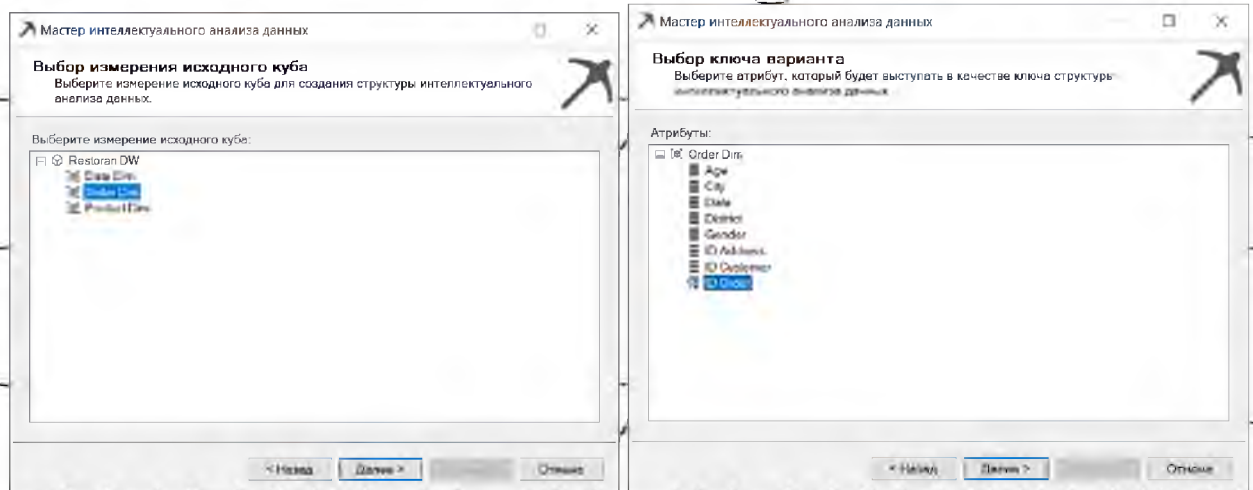 Мастер интеллектуального анализа данных
Выбор измерения исходного куба
Выберите измерение исходного куба для создания структуры интеллектуального
анализа данных.
Выберите измерение исходного куба:
Restoran DW
Date Dim
Order Dim
Product Dim
< Назад
Далее >
Отмена
Мастер интеллектуального анализа данных
Выбор ключа варианта
Выберите атрибут, который будет выступать в качестве ключа структуры
интеллектуального анализа данных
Атрибуты:
Order Dim
Age
City
Date
District
Gender
ID Address
ID Customer
ID Order
< Назад
Далее >
Отмена